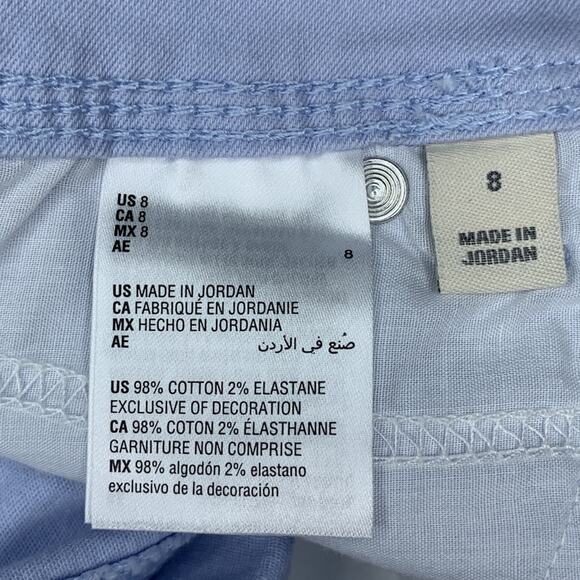 US 8
CA 8
MX 8
AE 8
US MADE IN JORDAN
CA FABRIQUÉ EN JORDANIE
MX HECHO EN JORDANIA
AE صُنع في الأردن
US 98% COTTON 2% ELASTANE
EXCLUSIVE OF DECORATION
CA 98% COTON 2% ÉLASTHANNE
GARNITURE NON COMPRISE
MX 98% algodón 2% elastano
exclusivo de la decoración
8
MADE IN
JORDAN